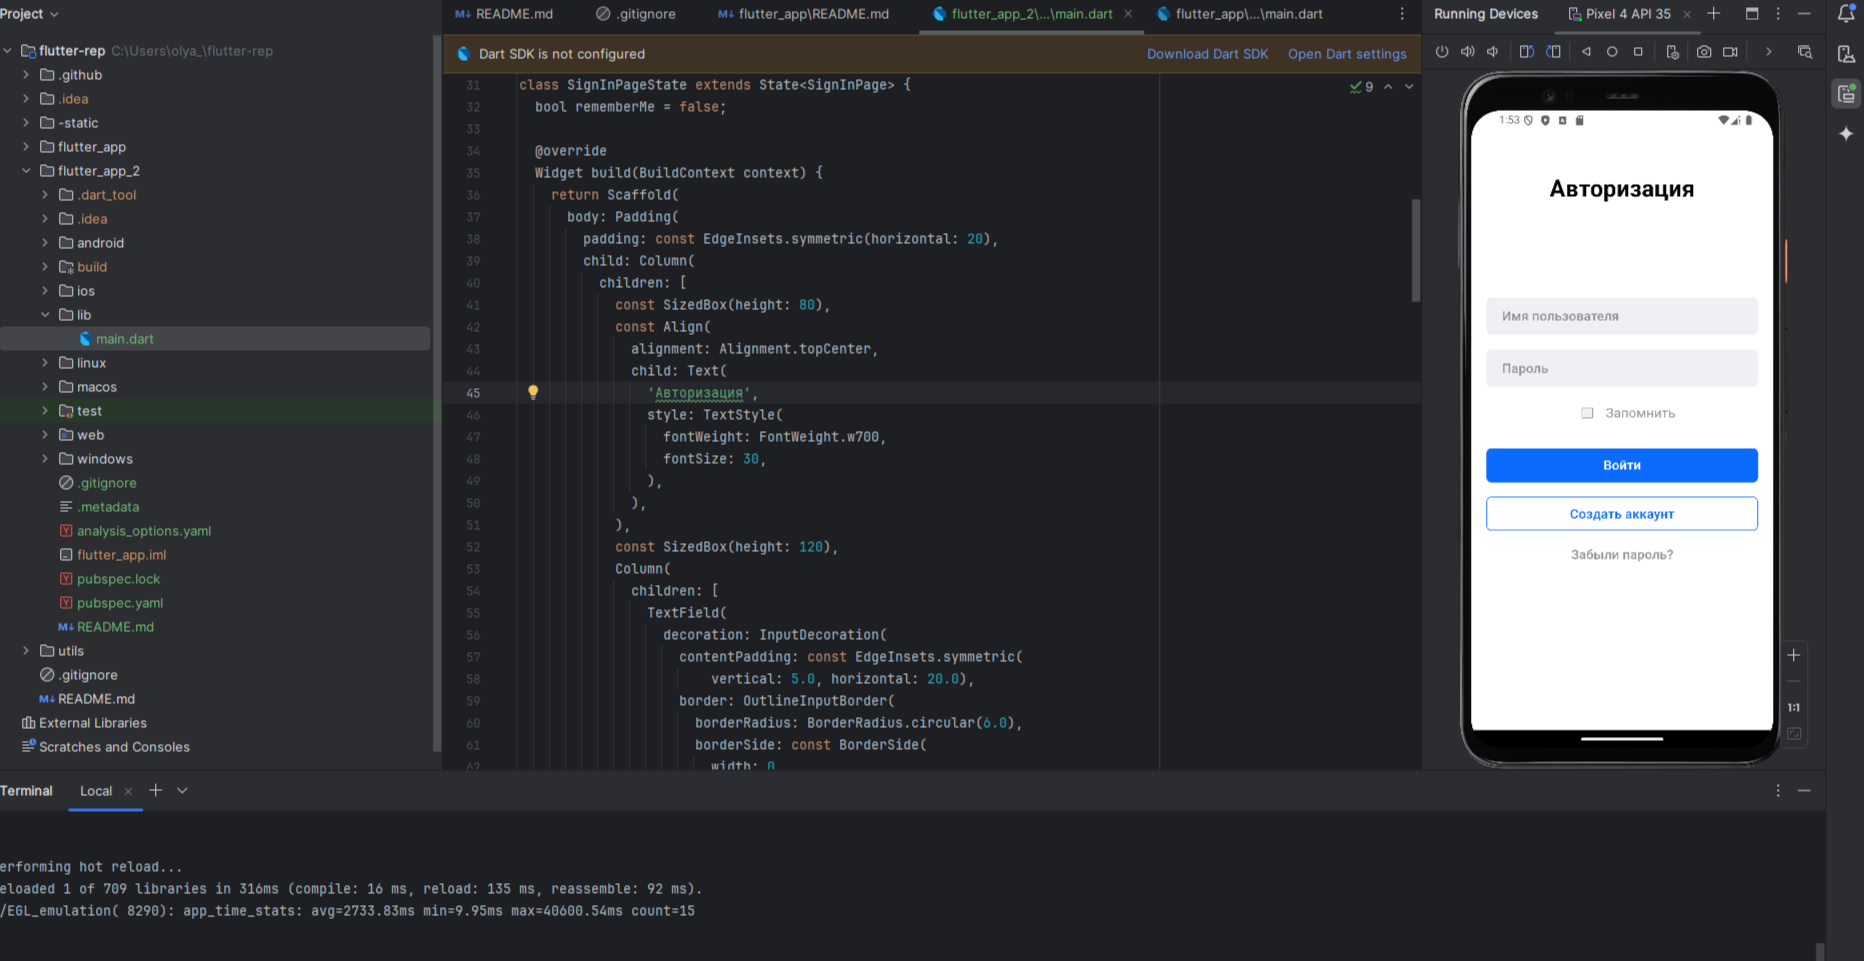 Project
README.md
.gitignore
flutter_app\README.md
flutter_app_2\...\main.dart
flutter_app\...\main.dart
Running Devices
Pixel 4 API 35
Dart SDK is not configured
Download Dart SDK
Open Dart settings
flutter-rep C:\Users\olya_\flutter-rep
.github
.idea
-static
flutter_app
flutter_app_2
.dart_tool
.idea
android
build
ios
lib
main.dart
linux
macos
test
web
windows
.gitignore
.metadata
analysis_options.yaml
flutter_app.iml
pubspec.lock
pubspec.yaml
README.md
utils
.gitignore
README.md
External Libraries
Scratches and Consoles
9
31 class SignInPageState extends State<SignInPage> {
32 bool rememberMe = false;
33
34 @override
35 Widget build(BuildContext context) {
36 return Scaffold(
37 body: Padding(
38 padding: const EdgeInsets.symmetric(horizontal: 20),
39 child: Column(
40 children: [
41 const SizedBox(height: 80),
42 const Align(
43 alignment: Alignment.topCenter,
44 child: Text(
45 'Авторизация',
46 style: TextStyle(
47 fontWeight: FontWeight.w700,
48 fontSize: 30,
49 ),
50 ),
51 ),
52 const SizedBox(height: 120),
53 Column(
54 children: [
55 TextField(
56 decoration: InputDecoration(
57 contentPadding: const EdgeInsets.symmetric(
58 vertical: 5.0, horizontal: 20.0),
59 border: OutlineInputBorder(
60 borderRadius: BorderRadius.circular(6.0),
61 borderSide: const BorderSide(
62 width: 0
1:53
Авторизация
Имя пользователя
Пароль
Запомнить
Войти
Создать аккаунт
Забыли пароль?
1:1
Terminal
Local
erforming hot reload...
eloaded 1 of 709 libraries in 316ms (compile: 16 ms, reload: 135 ms, reassemble: 92 ms).
/EGL_emulation( 8290): app_time_stats: avg=2733.83ms min=9.95ms max=40600.54ms count=15